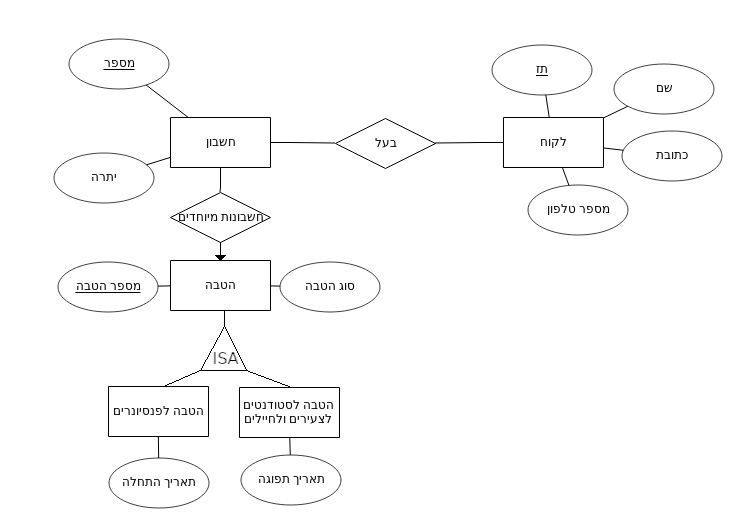 מספר
תז
שם
חשבון
בעל
לקוח
כתובת
יתרה
מספר טלפון
חשבונות מיוחדים
מספר הטבה
הטבה
סוג הטבה
ISA
הטבה לפנסיונרים
הטבה לסטודנטים
לצעירים ולחיילים
תאריך התחלה
תאריך תפוגה